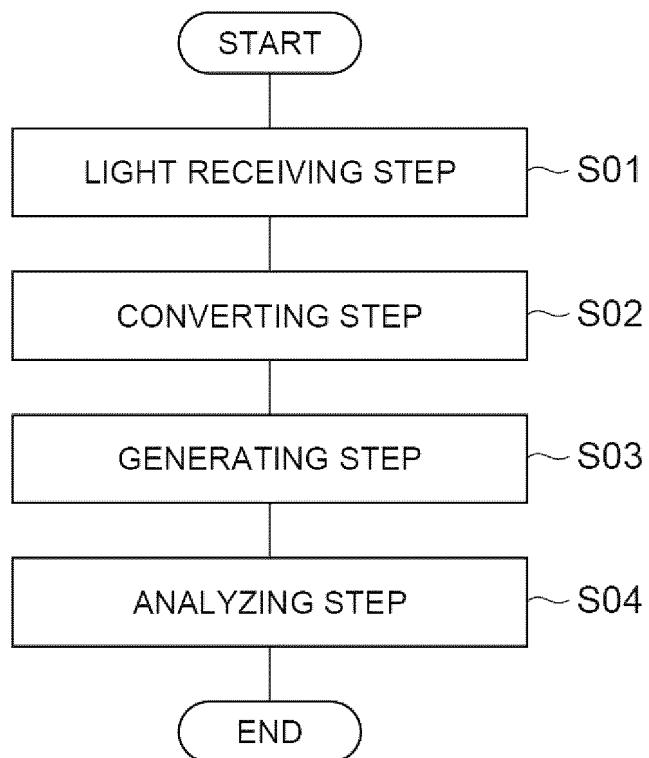 START
LIGHT RECEIVING STEP S01
CONVERTING STEP S02
GENERATING STEP S03
ANALYZING STEP S04
END